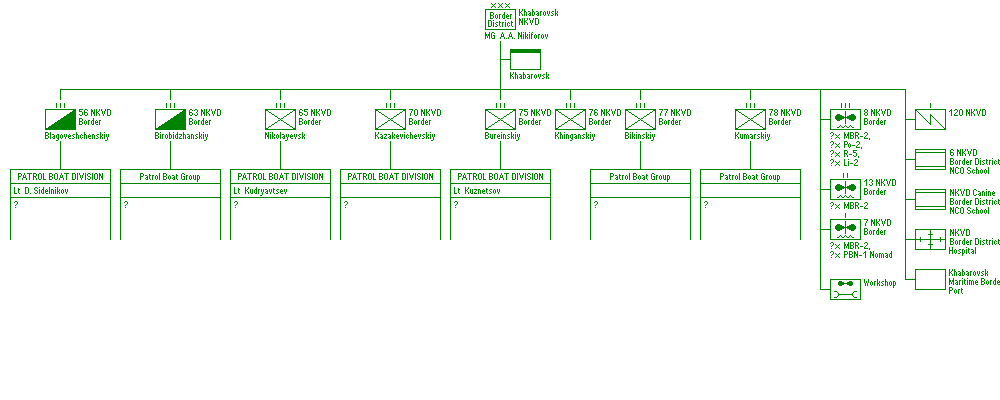 XXX
Border
District
Khabarovsk
NKVD
MG A.A. Nikiforov
Khabarovsk
56 NKVD
Border
Blagoveshchenskiy
63 NKVD
Border
Birobidzhanskiy
65 NKVD
Border
Nikolayevsk
70 NKVD
Border
Kazakevichevskiy
75 NKVD
Border
Bureinskiy
76 NKVD
Border
Khinganskiy
77 NKVD
Border
Bikinskiy
78 NKVD
Border
Kumarskiy
PATROL BOAT DIVISION
Lt D. Sidelnikov
?
Patrol Boat Group
?
PATROL BOAT DIVISION
Lt Kudryavtsev
?
PATROL BOAT DIVISION
?
PATROL BOAT DIVISION
Lt Kuznetsov
?
Patrol Boat Group
?
Patrol Boat Group
?
8 NKVD
Border
?x MBR-2,
?x Po-2,
?x R-5,
?x Li-2
13 NKVD
Border
?x MBR-2
7 NKVD
Border
?x MBR-2,
?x PBN-1 Nomad
Workshop
120 NKVD
6 NKVD
Border District
NCO School
NKVD Canine
Border District
NCO School
NKVD
Border District
Hospital
Khabarovsk
Maritime Borde
Port